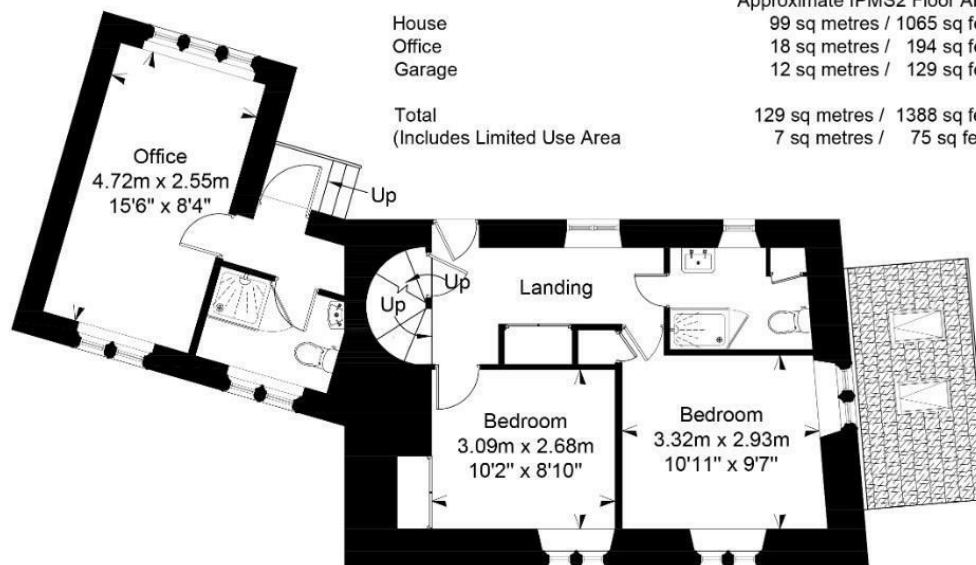 Approximate IPMS2 Floor
House 99 sq metres / 1065 sq
Office 18 sq metres / 194 sq
Garage 12 sq metres / 129 sq
Total 129 sq metres / 1388 sq
(Includes Limited Use Area 7 sq metres / 75 sq
Office
4.72m x 2.55m
15'6" x 8'4"
Up
Up
Up
Landing
Bedroom
3.09m x 2.68m
10'2" x 8'10"
Bedroom
3.32m x 2.93m
10'11" x 9'7"